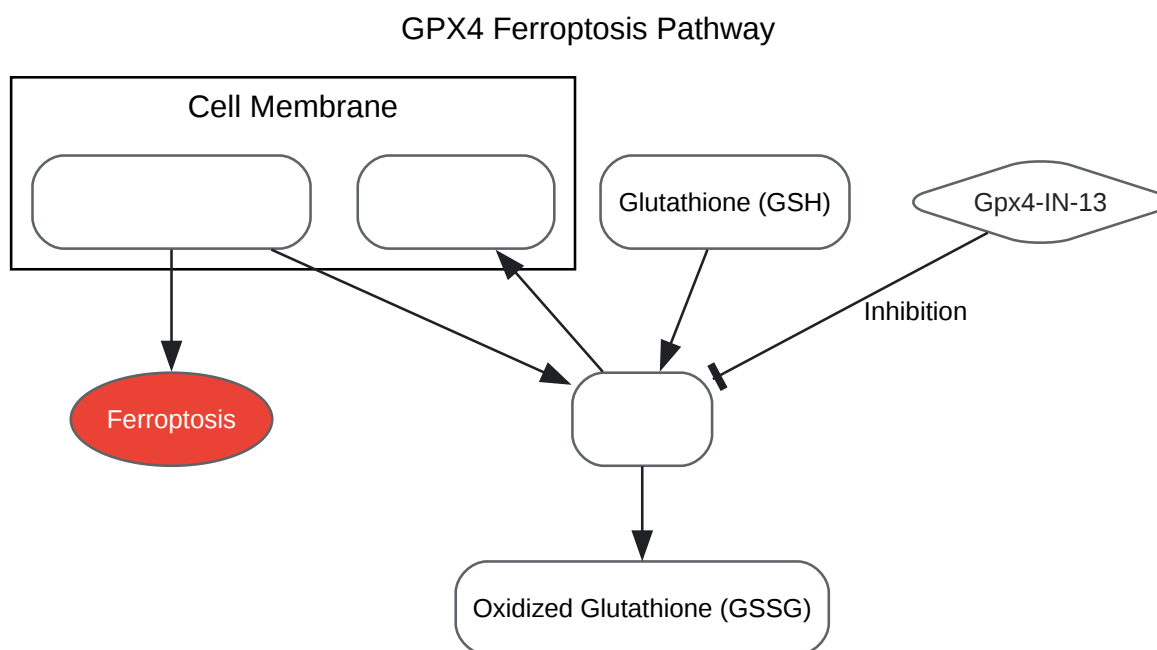 GPX4 Ferroptosis Pathway
Cell Membrane
Glutathione (GSH)
Gpx4-IN-13
Inhibition
Ferroptosis
Oxidized Glutathione (GSSG)